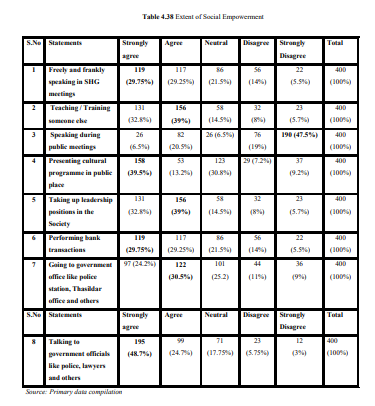 Table 4.38 Extent of Social Empowerment
S.No Statements Strongly agree Agree Neutral Disagree Strongly Disagree Total
1 Freely and frankly speaking in SHG meetings 119 (29.75%) 117 (29.25%) 86 (21.5%) 56 (14%) 22 (5.5%) 400 (100%)
2 Teaching / Training someone else 131 (32.8%) 156 (39%) 58 (14.5%) 32 (8%) 23 (5.7%) 400 (100%)
3 Speaking during public meetings 26 (6.5%) 82 (20.5%) 26 (6.5%) 76 (19%) 190 (47.5%) 400 (100%)
4 Presenting cultural programme in public place 158 (39.5%) 53 (13.2%) 123 (30.8%) 29 (7.2%) 37 (9.2%) 400 (100%)
5 Taking up leadership positions in the Society 131 (32.8%) 156 (39%) 58 (14.5%) 32 (8%) 23 (5.7%) 400 (100%)
6 Performing bank transactions 119 (29.75%) 117 (29.25%) 86 (21.5%) 56 (14%) 22 (5.5%) 400 (100%)
7 Going to government office like police station, Thasildar office and others 97 (24.2%) 122 (30.5%) 101 (25.2) 44 (11%) 36 (9%) 400 (100%)
S.No Statements Strongly agree Agree Neutral Disagree Strongly Disagree Total
8 Talking to government officials like police, lawyers and others 195 (48.7%) 99 (24.7%) 71 (17.75%) 23 (5.75%) 12 (3%) 400 (100%)
Source: Primary data compilation